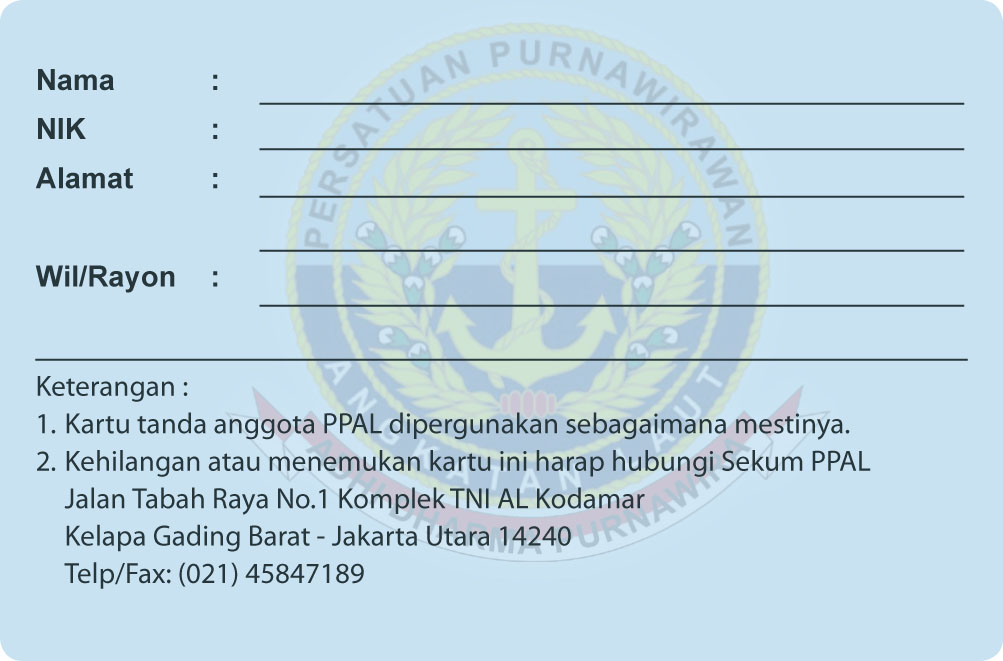 PERSATUAN PURNAWIRAWAN
ANGKATAN LAUT
Nama :
NIK :
Alamat :
Wil/Rayon :
Keterangan :
1. Kartu tanda anggota PPAL dipergunakan sebagaimana mestinya.
2. Kehilangan atau menemukan kartu ini harap hubungi Sekum PPAL
Jalan Tabah Raya No.1 Komplek TNI AL Kodamar
Kelapa Gading Barat - Jakarta Utara 14240
Telp/Fax: (021) 45847189
DHARMA PURNAWIRA